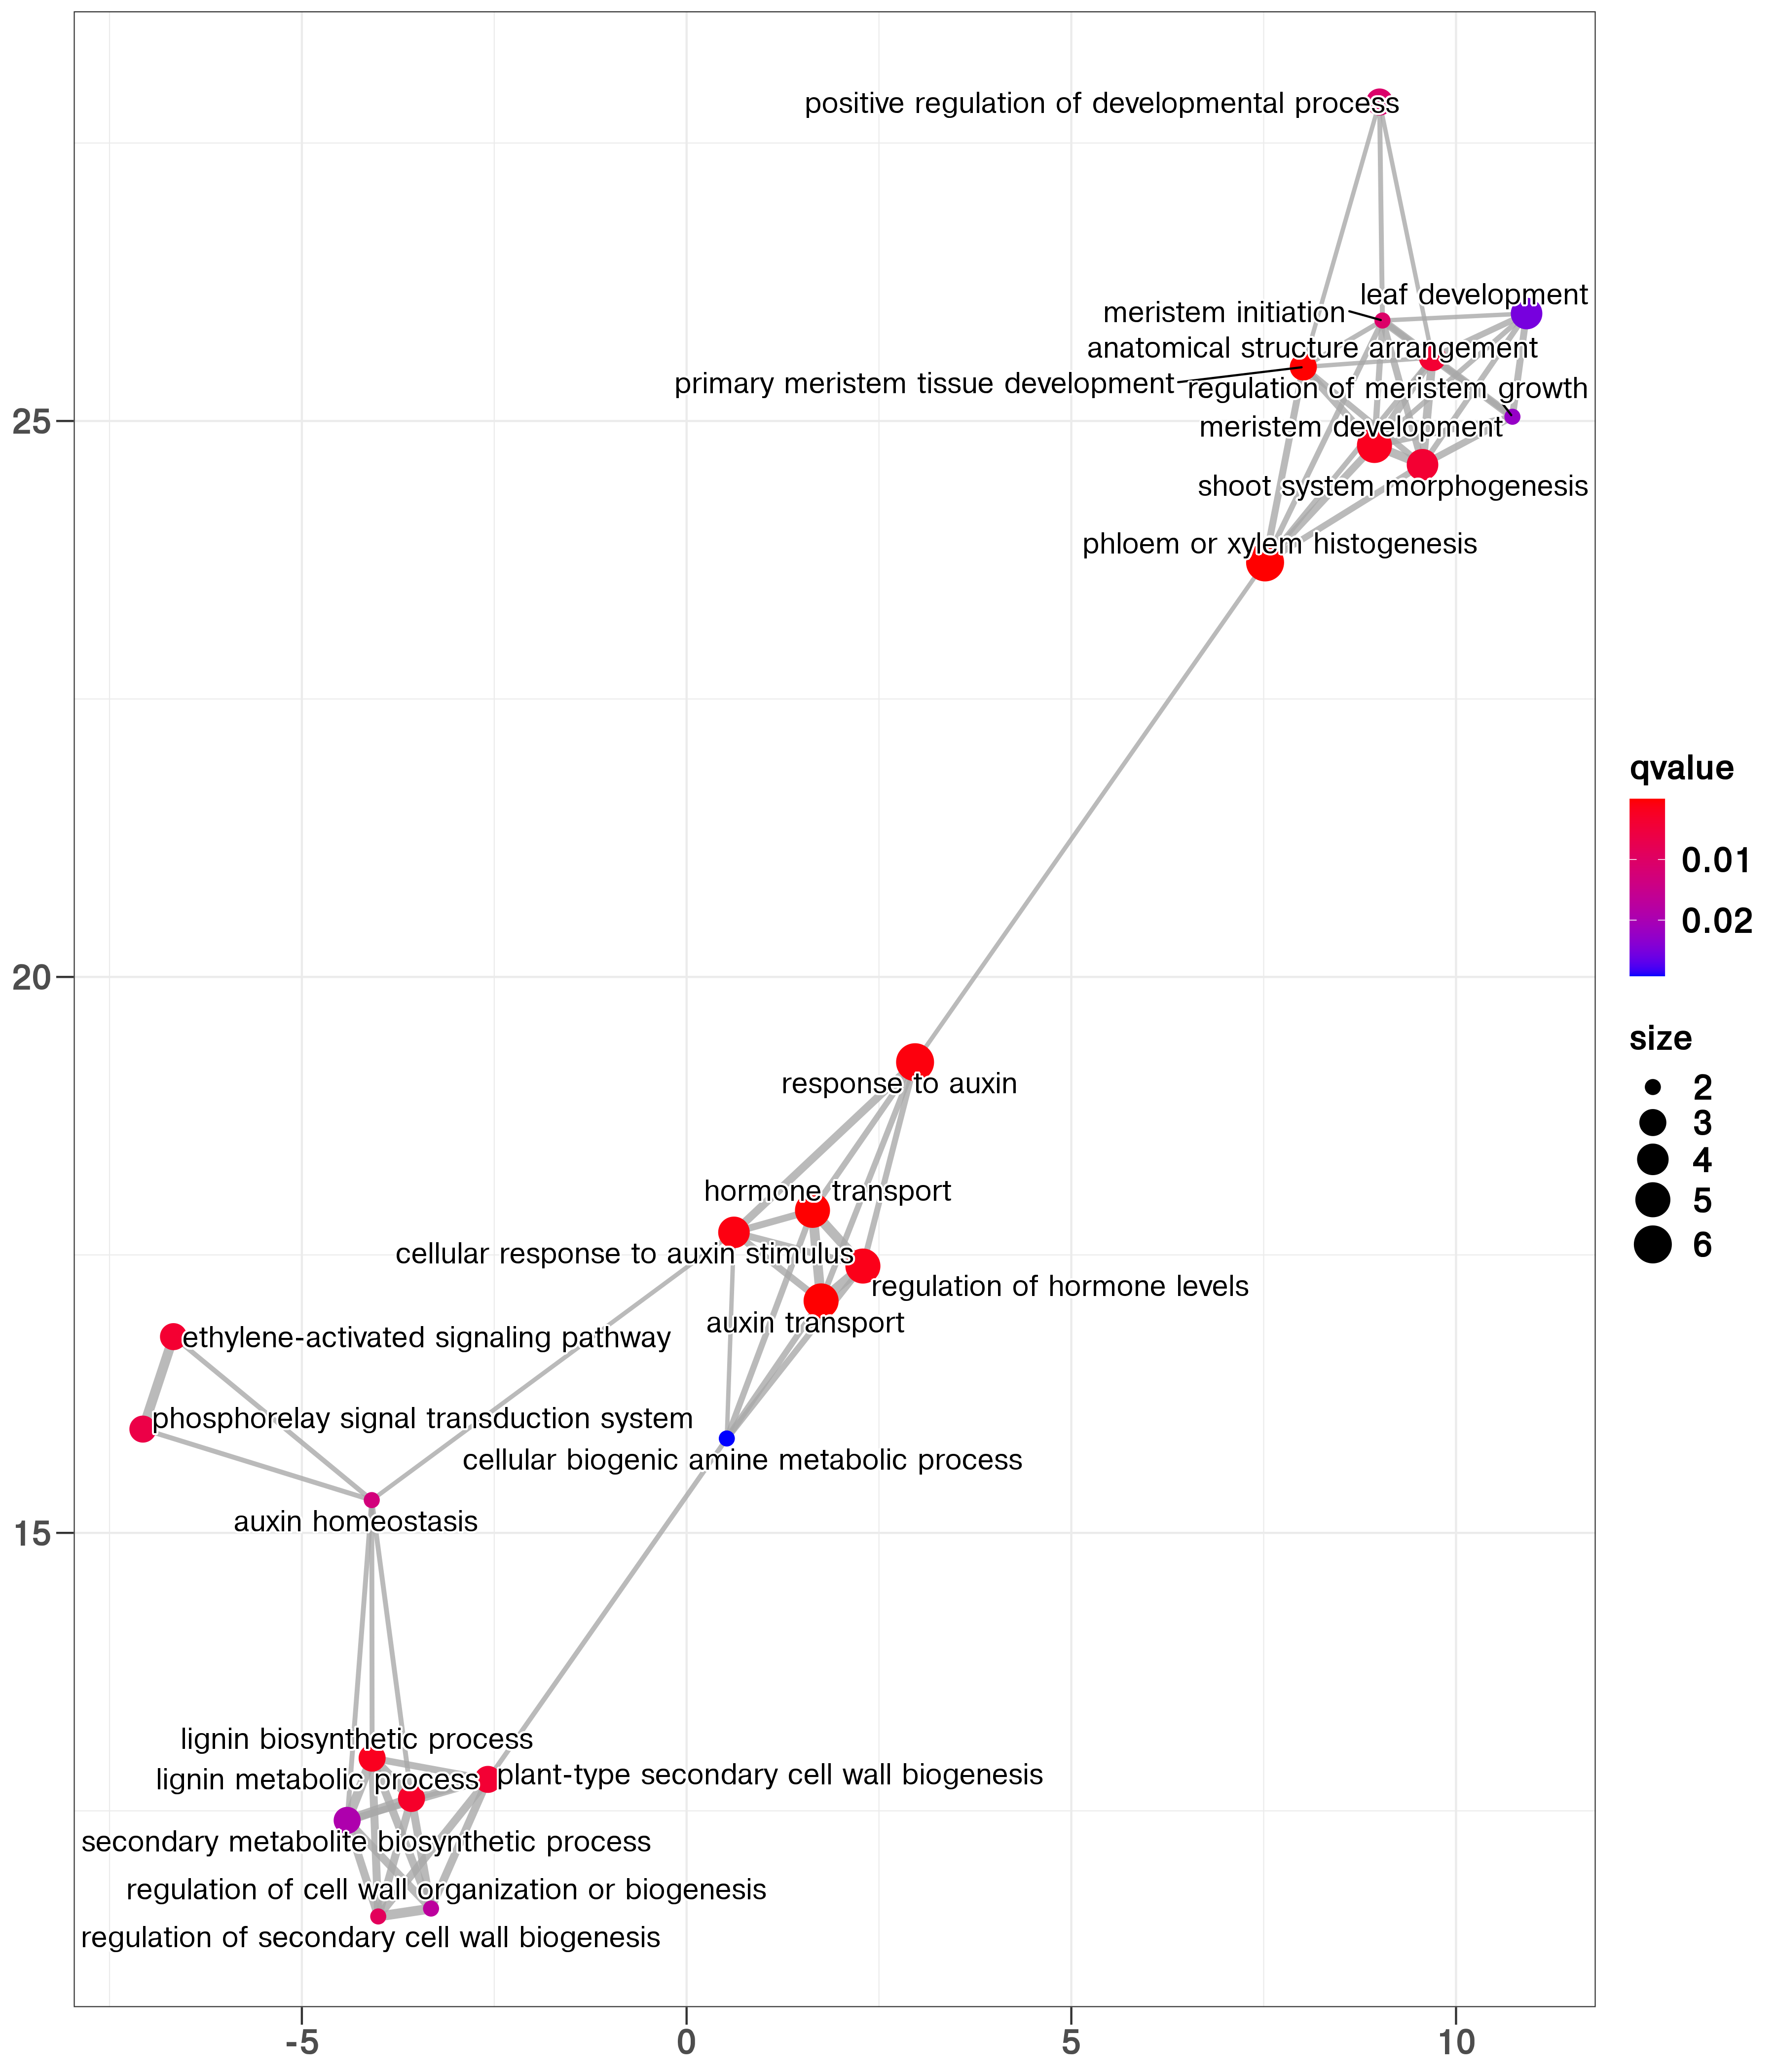 positive regulation of developmental process
leaf development
meristem initiation
anatomical structure arrangement
primary meristem tissue development
regulation of meristem growth
25
meristem development
shoot system morphogenesis
phloem or xylem histogenesis
qvalue
0.01
0.02
20
size
2
3
4
5
6
response to auxin
hormone transport
cellular response to auxin stimulus
regulation of hormone levels
auxin transport
ethylene-activated signaling pathway
phosphorelay signal transduction system
cellular biogenic amine metabolic process
auxin homeostasis
15
lignin biosynthetic process
lignin metabolic process
plant-type secondary cell wall biogenesis
secondary metabolite biosynthetic process
regulation of cell wall organization or biogenesis
regulation of secondary cell wall biogenesis
-5
0
5
10